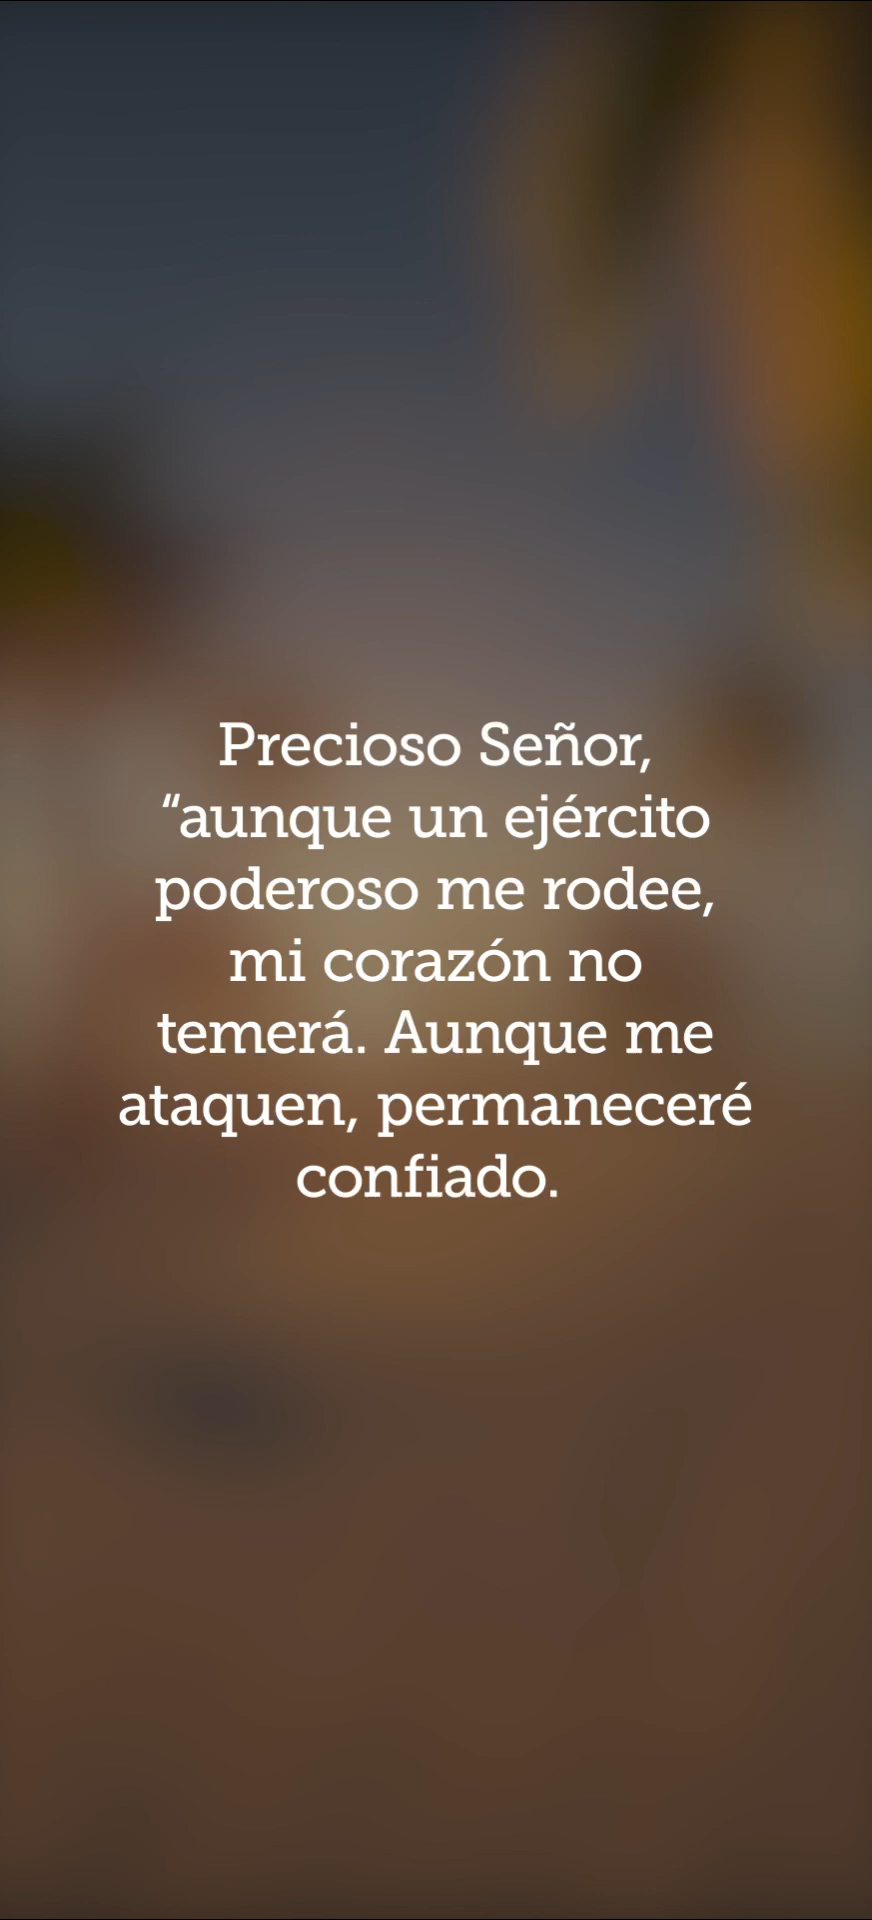 Precioso Señor,
“aunque un ejército
poderoso me rodee,
mi corazón no
temerá. Aunque me
ataquen, permaneceré
confiado.